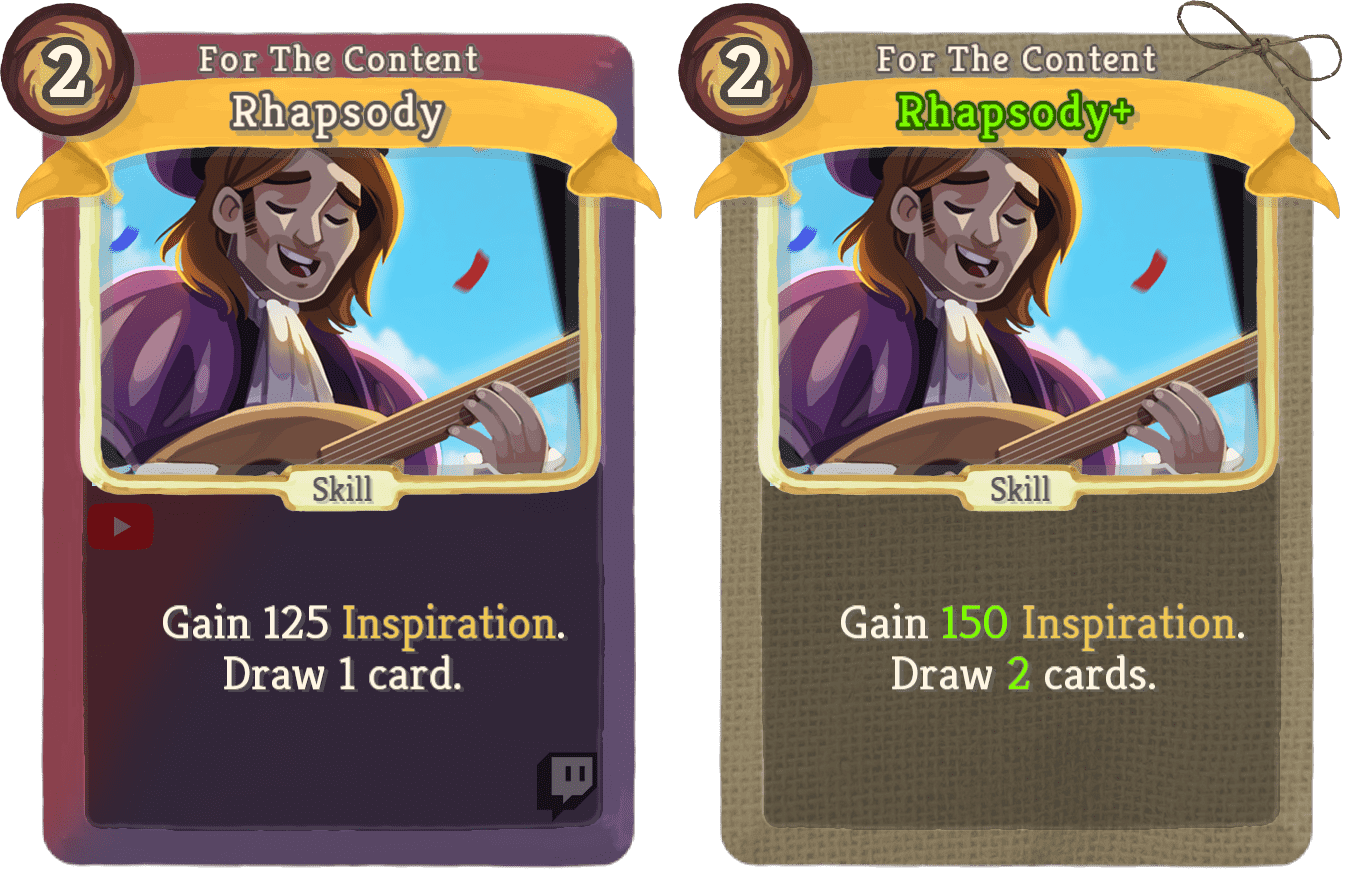 2
For The Content
Rhapsody
Skill
Gain 125 Inspiration.
Draw 1 card.
2
For The Content
Rhapsody+
Skill
Gain 150 Inspiration.
Draw 2 cards.